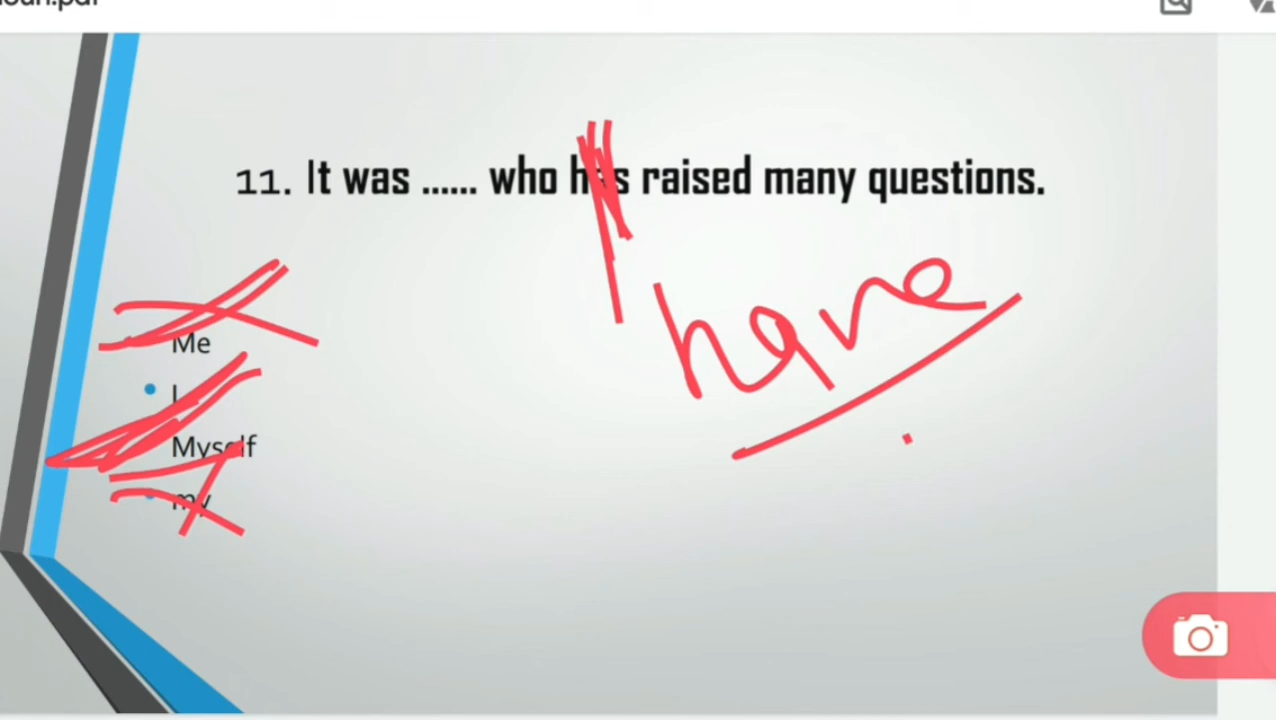 11. It was ...... who has raised many questions.
have
Me
I
Myself
my